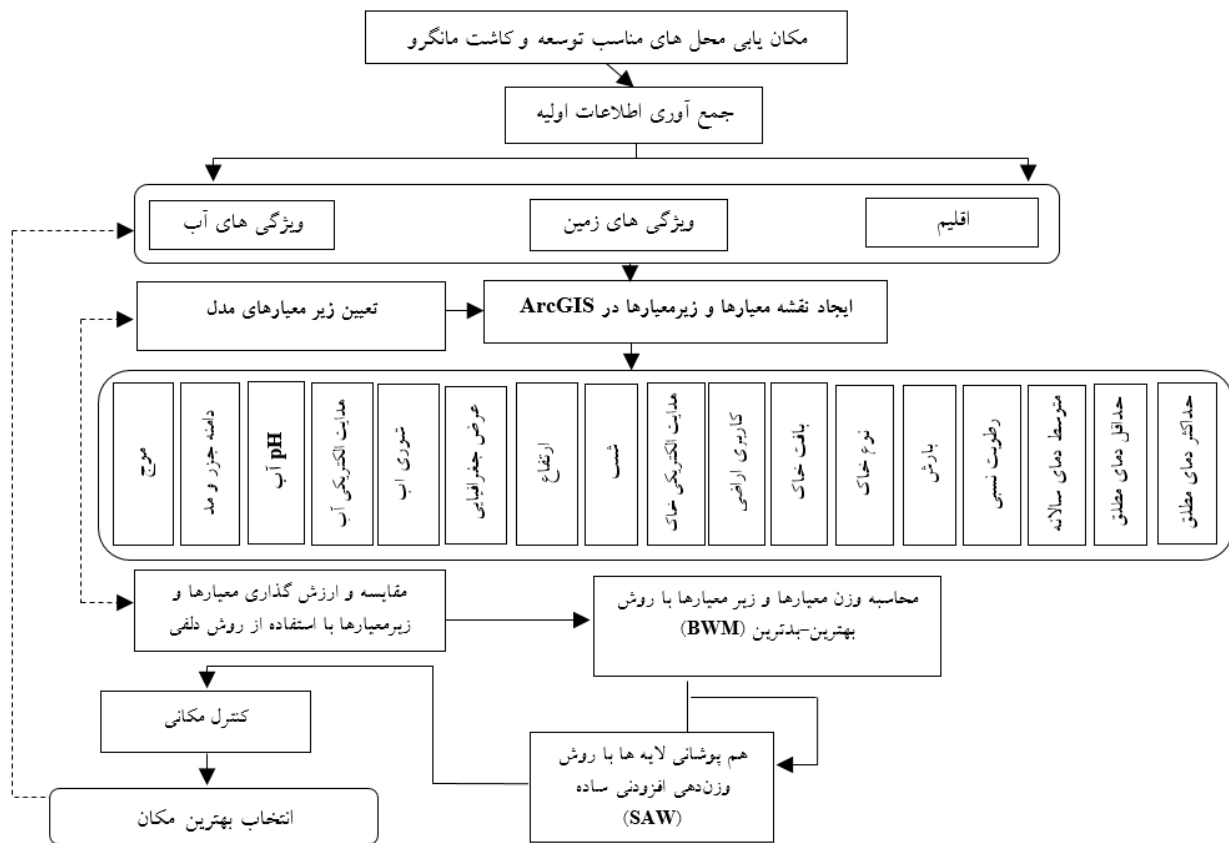 مکان یابی محل های مناسب توسعه و کاشت مانگرو
جمع آوری اطلاعات اولیه
اقلیم
ویژگی های زمین
ویژگی های آب
ایجاد نقشه معیارها و زیرمعیارها در ArcGIS
تعیین زیر معیارهای مدل
حداکثر دمای مطلق
حداقل دمای مطلق
متوسط دمای سالانه
رطوبت نسبی
بارش
نوع خاک
بافت خاک
کاربری اراضی
هدایت الکتریکی خاک
شیب
ارتفاع
عرض جغرافیایی
شوری اب
هدایت الکتریکی آب
pH آب
دامنه جزر و مد
موج
مقایسه و ارزش گذاری معیارها و
زیرمعیارها با استفاده از روش دلفی
محاسبه وزن معیارها و زیر معیارها با روش
بهترین-بدترین (BWM)
هم پوشانی لایه ها با روش
وزن‌دهی افزودنی ساده
(SAW)
کنترل مکانی
انتخاب بهترین مکان